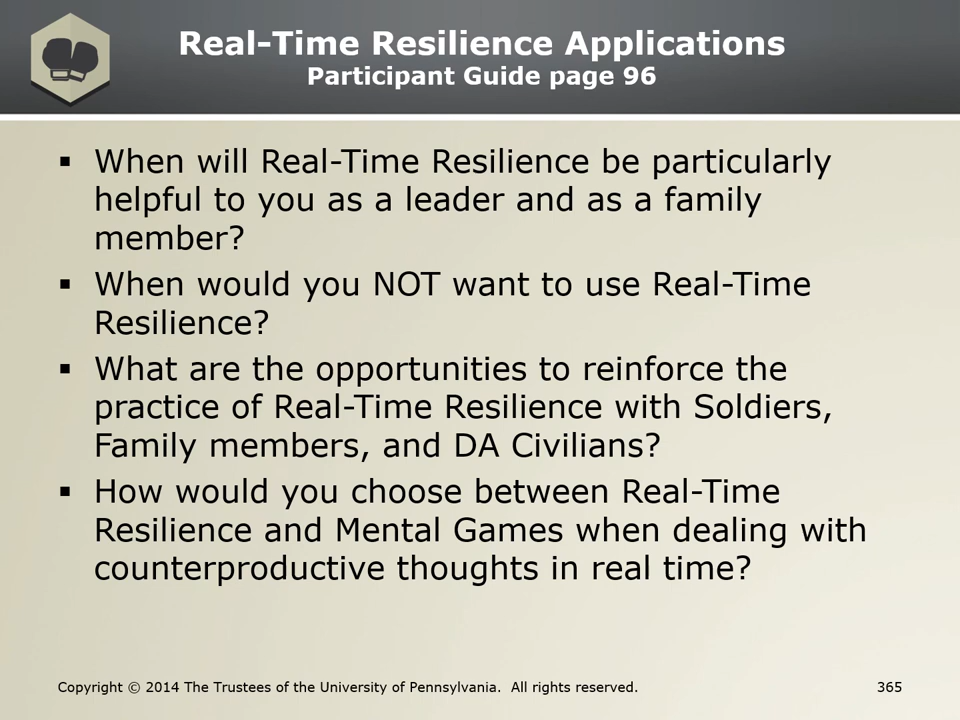 Real-Time Resilience Applications
Participant Guide page 96
▪ When will Real-Time Resilience be particularly
helpful to you as a leader and as a family
member?
▪ When would you NOT want to use Real-Time
Resilience?
▪ What are the opportunities to reinforce the
practice of Real-Time Resilience with Soldiers,
Family members, and DA Civilians?
▪ How would you choose between Real-Time
Resilience and Mental Games when dealing with
counterproductive thoughts in real time?
Copyright © 2014 The Trustees of the University of Pennsylvania. All rights reserved. 365